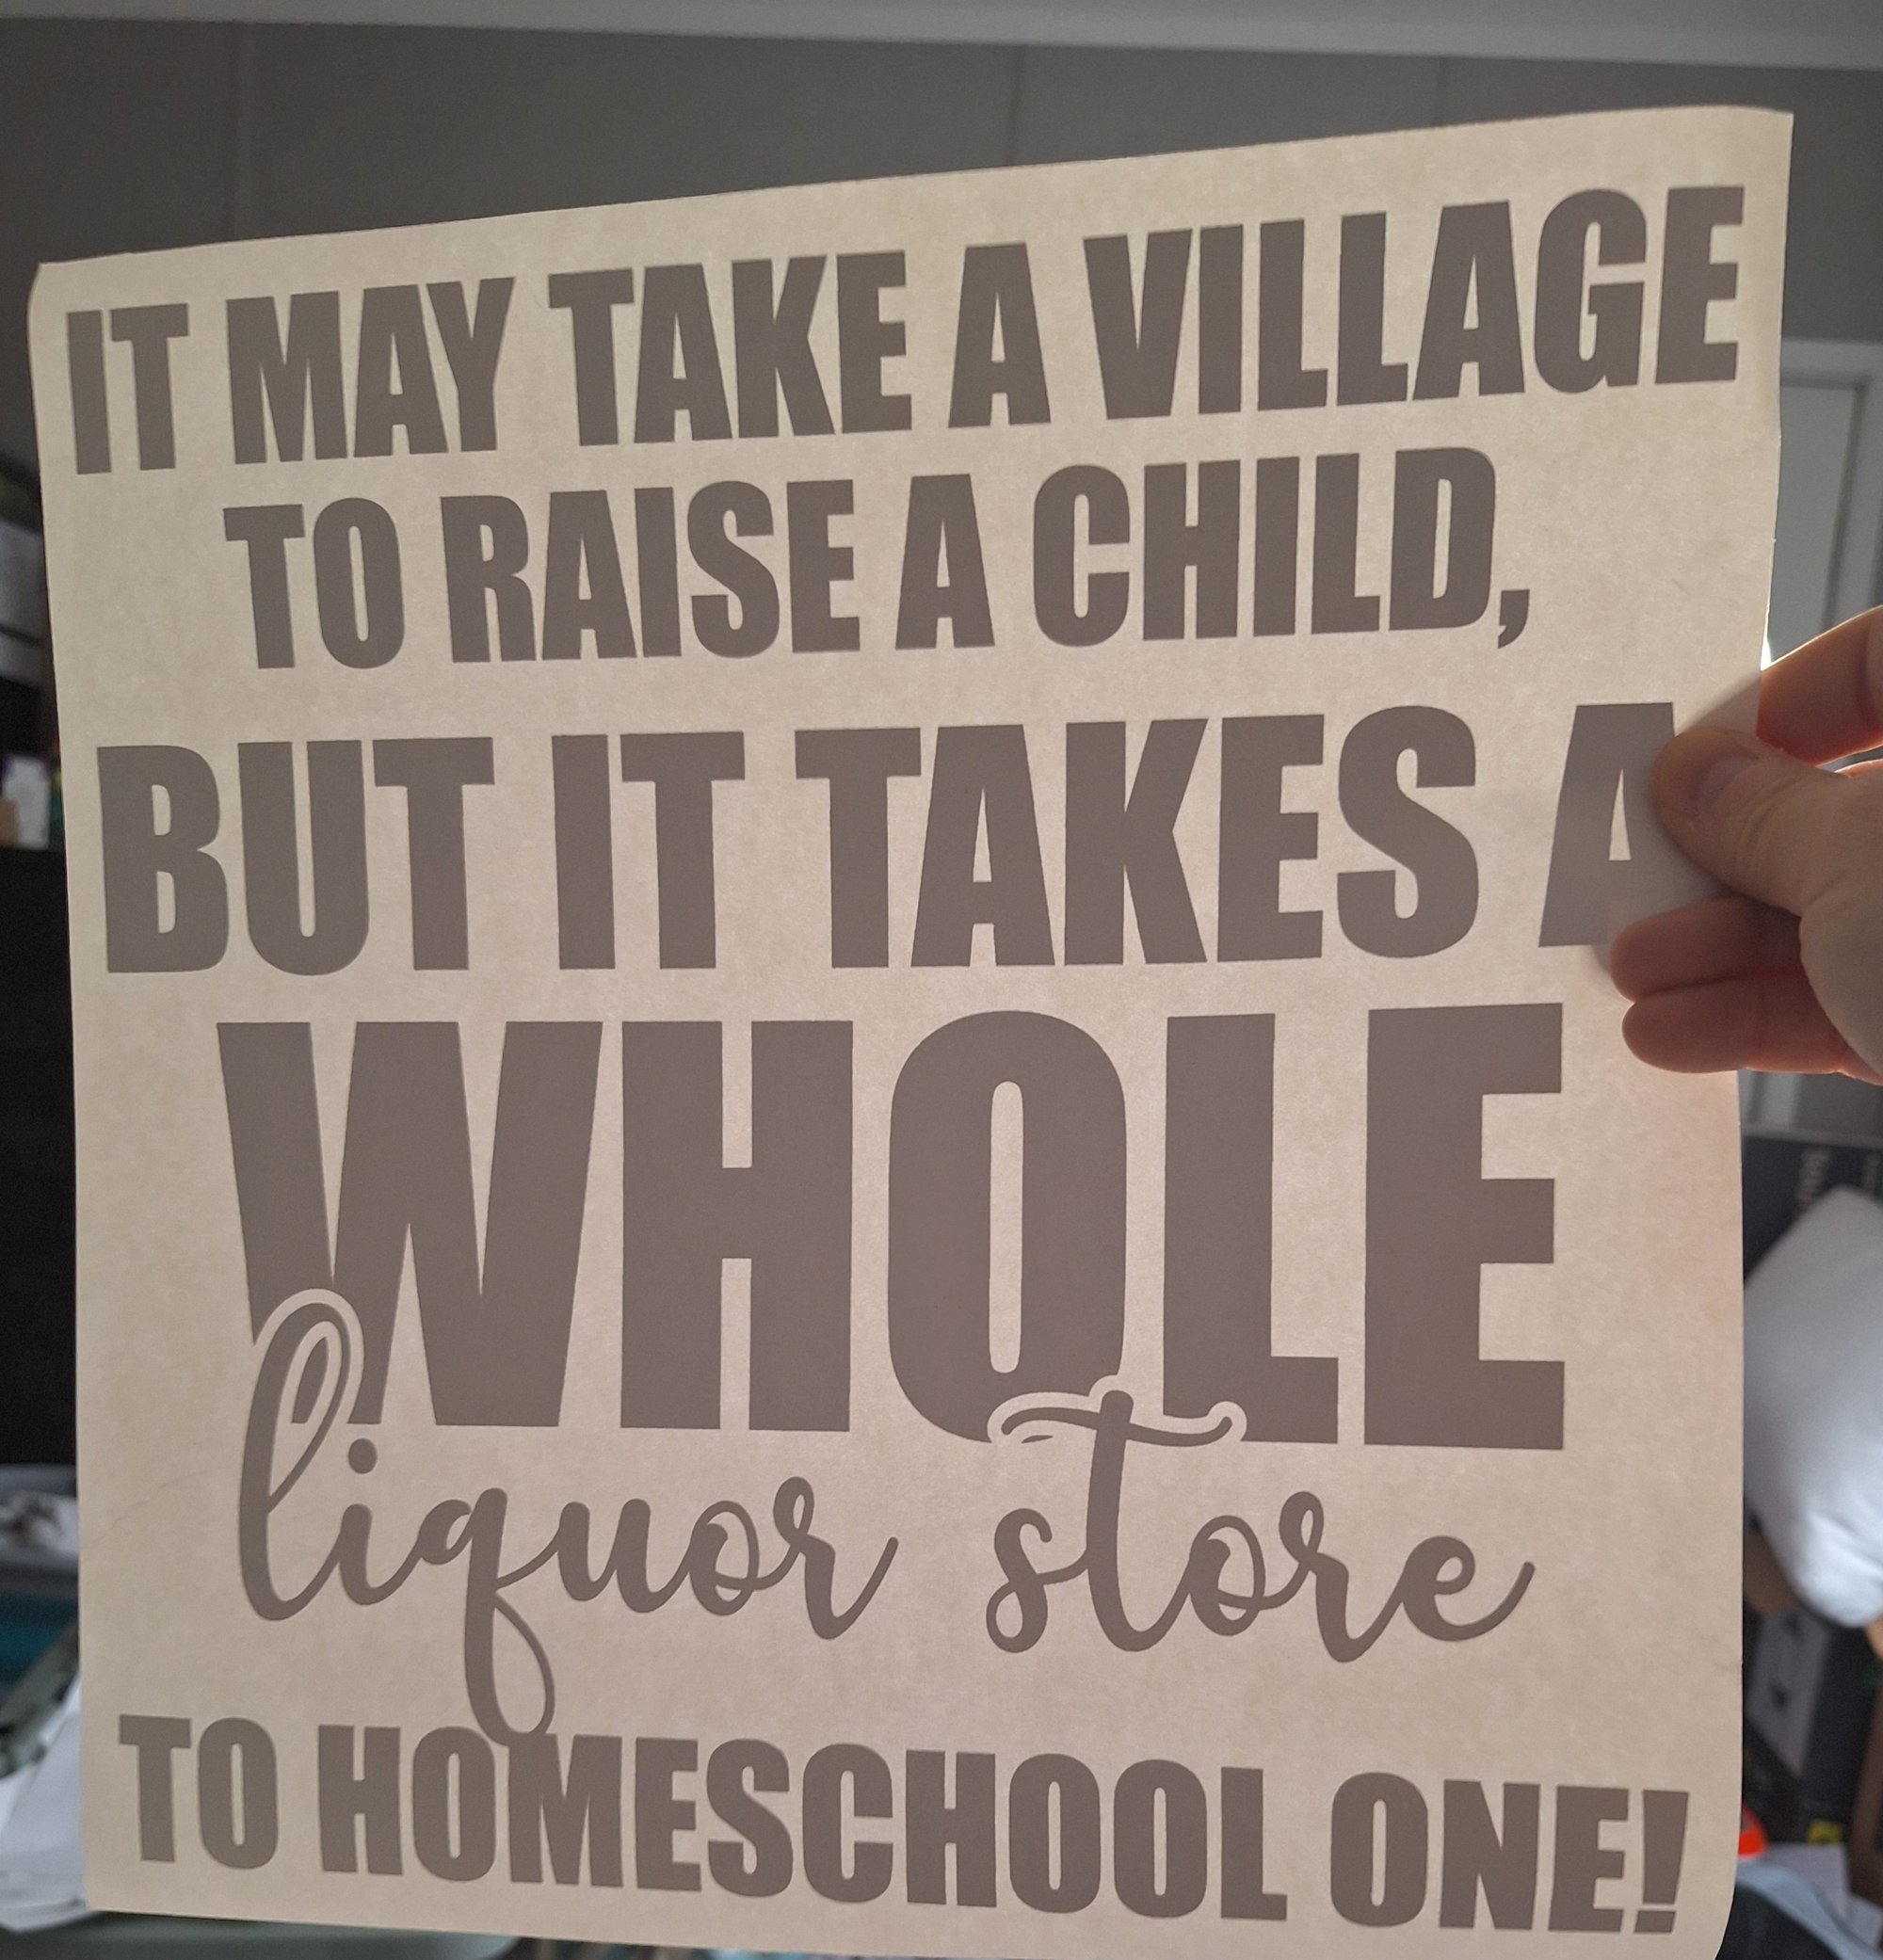 IT MAY TAKE A VILLAGE
TO RAISE A CHILD,
BUT IT TAKES A
WHOLE
liquor store
TO HOMESCHOOL ONE!